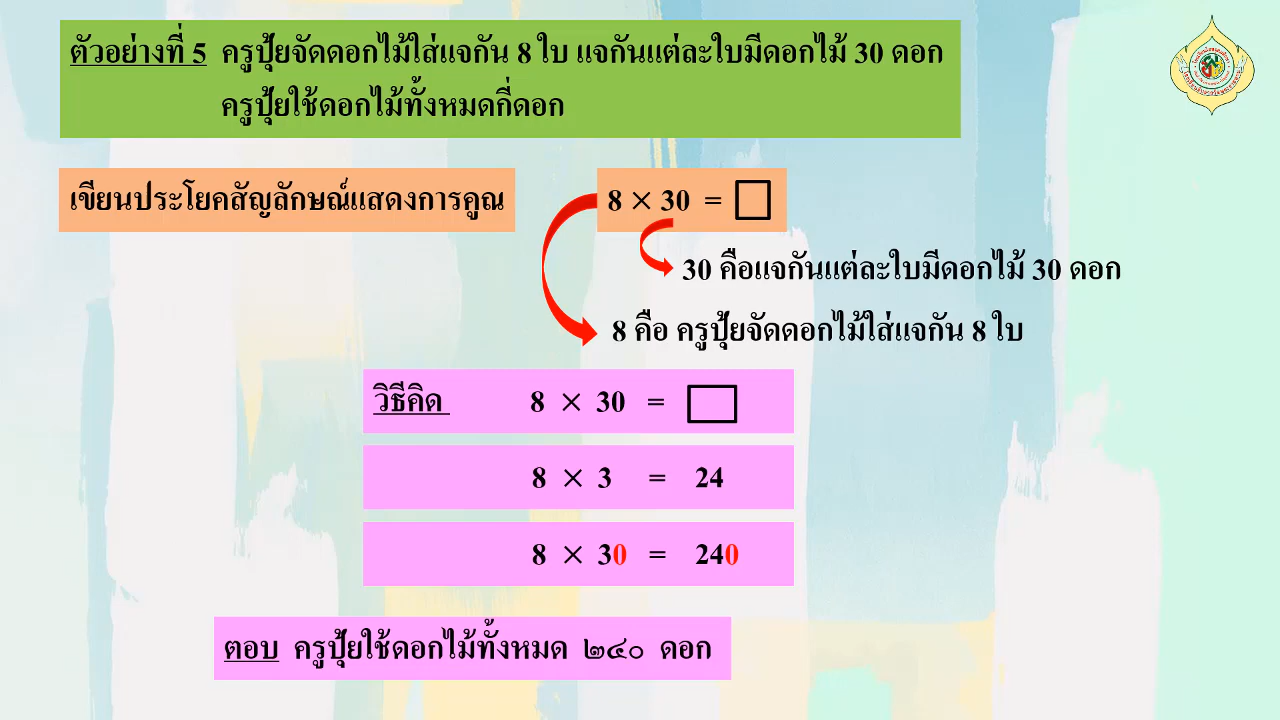 ตัวอย่างที่ 5 ครูปุ้ยจัดดอกไม้ใส่แจกัน 8 ใบ แจกันแต่ละใบมีดอกไม้ 30 ดอก
ครูปุ้ยใช้ดอกไม้ทั้งหมดกี่ดอก
เขียนประโยคสัญลักษณ์แสดงการคูณ 8 × 30 = □
30 คือแจกันแต่ละใบมีดอกไม้ 30 ดอก
8 คือ ครูปุ้ยจัดดอกไม้ใส่แจกัน 8 ใบ
วิธีคิด 8 × 30 = □
8 × 3 = 24
8 × 30 = 240
ตอบ ครูปุ้ยใช้ดอกไม้ทั้งหมด ๒๔๐ ดอก